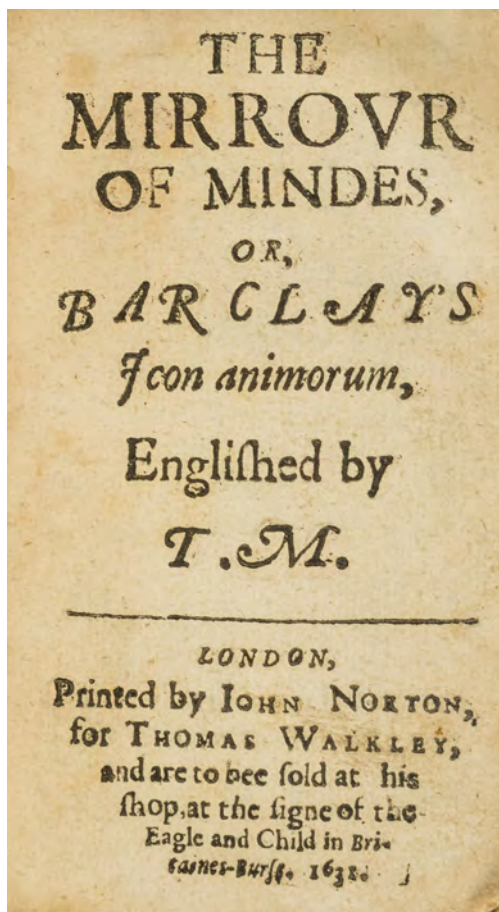 THE
MIRROVR
OF MINDES,
OR,
BARCLAYS
Icon animorum,
Engliſhed by
T.M.
LONDON,
Printed by IOHN NORTON,
for THOMAS WALKLEY,
and are to bee ſold at his
ſhop,at the ſigne of the
Eagle and Child in Bri-
taines-Burſſe. 1631.